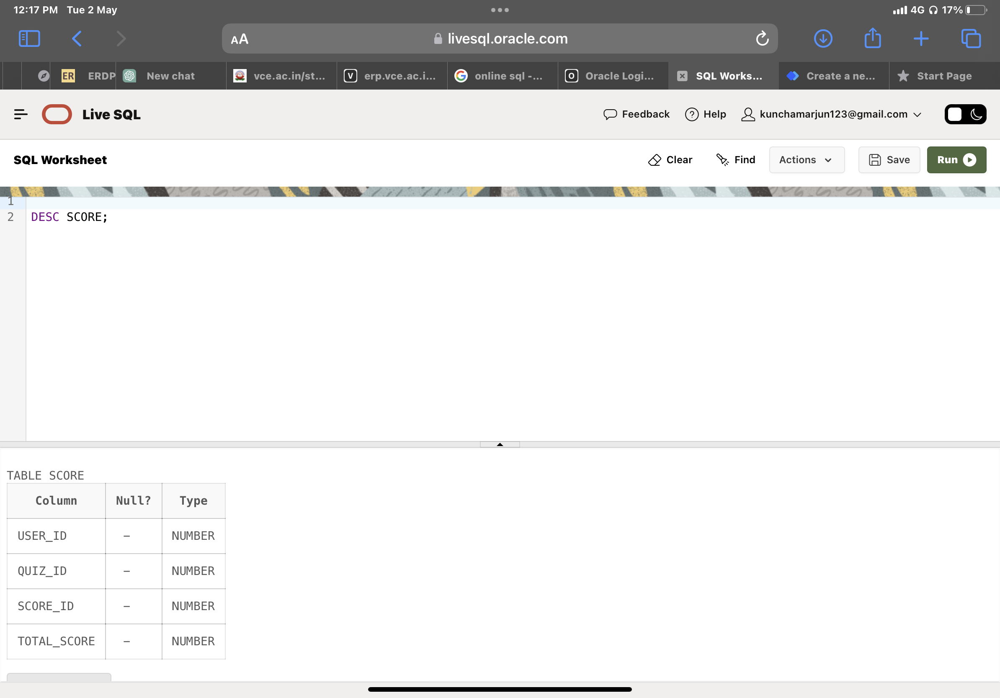 12:17 PM Tue 2 May
4G 17%
AA livesql.oracle.com
ER ERDP New chat vce.ac.in/st... V erp.vce.ac.i... online sql -... O Oracle Logi... SQL Works... Create a ne... Start Page
Live SQL Feedback Help kunchamarjun123@gmail.com
SQL Worksheet Clear Find Actions Save Run
1
2 DESC SCORE;
TABLE SCORE
Column Null? Type
USER_ID – NUMBER
QUIZ_ID – NUMBER
SCORE_ID – NUMBER
TOTAL_SCORE – NUMBER